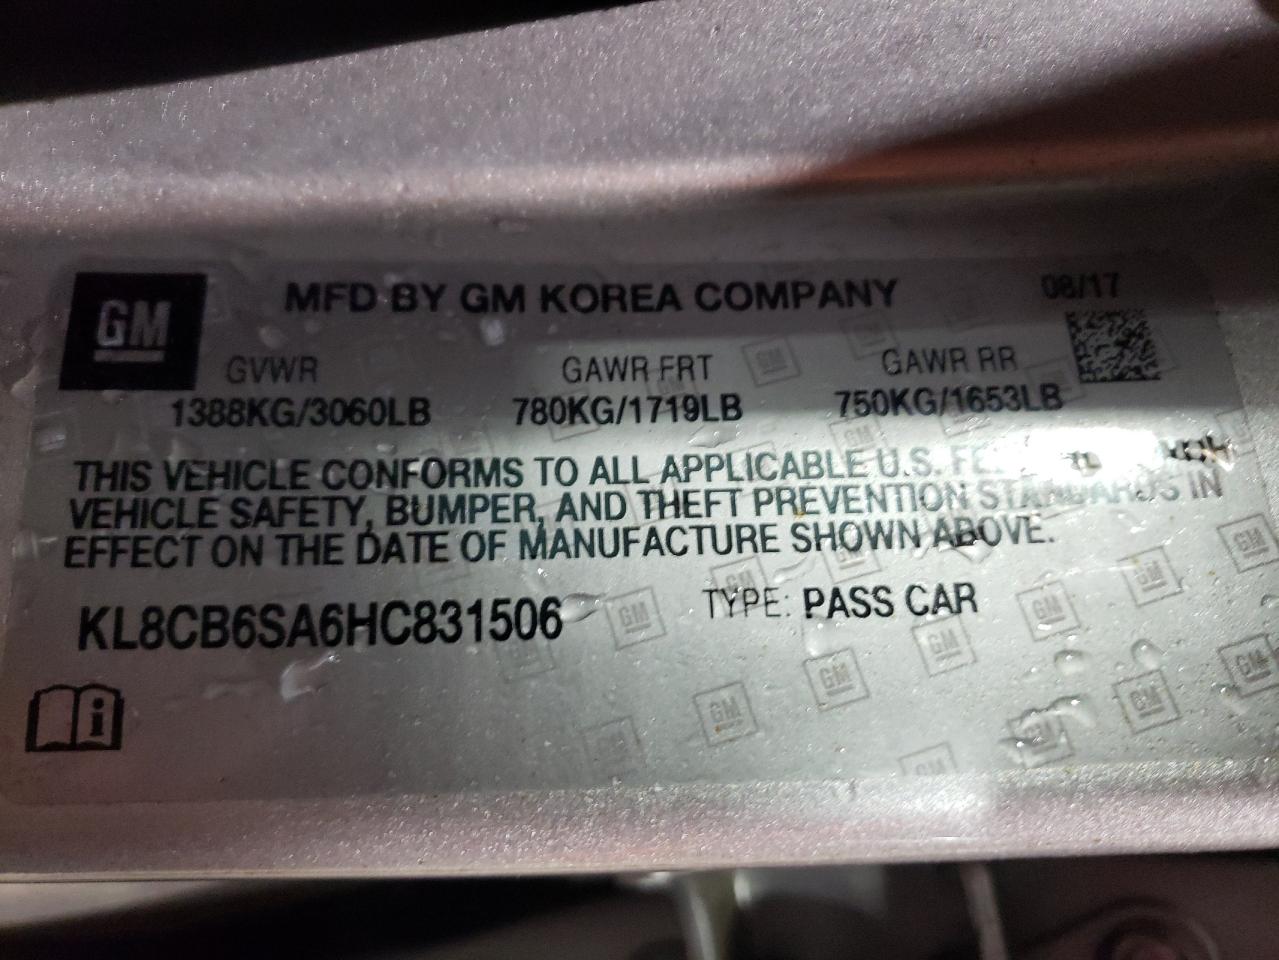 GM
MFD BY GM KOREA COMPANY
08/17
GVWR GAWR FRT GAWR RR
1388KG/3060LB 780KG/1719LB 750KG/1653LB
THIS VEHICLE CONFORMS TO ALL APPLICABLE U.S.
VEHICLE SAFETY, BUMPER, AND THEFT PREVENTION STANDARDS IN
EFFECT ON THE DATE OF MANUFACTURE SHOWN ABOVE.
KL8CB6SA6HC831506 TYPE: PASS CAR